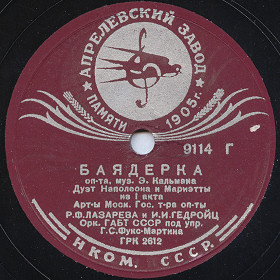 АПРЕЛЕВСКИЙ ЗАВОД
ПАМЯТИ 1905г.
9114 Г
БАЯДЕРКА
оп-та, муз. Э. Кальмана
Дуэт Наполеона и Мариэтты
из I акта
Арт-ы Моск. Гос. т-ра оп-ты
Р.Ф.ЛАЗАРЕВА и И.И.ГЕДРОЙЦ
Орк. ГАБТ СССР под упр.
Г.С.Фукс-Мартина
ГРК 2612
НКОМ. СССР.